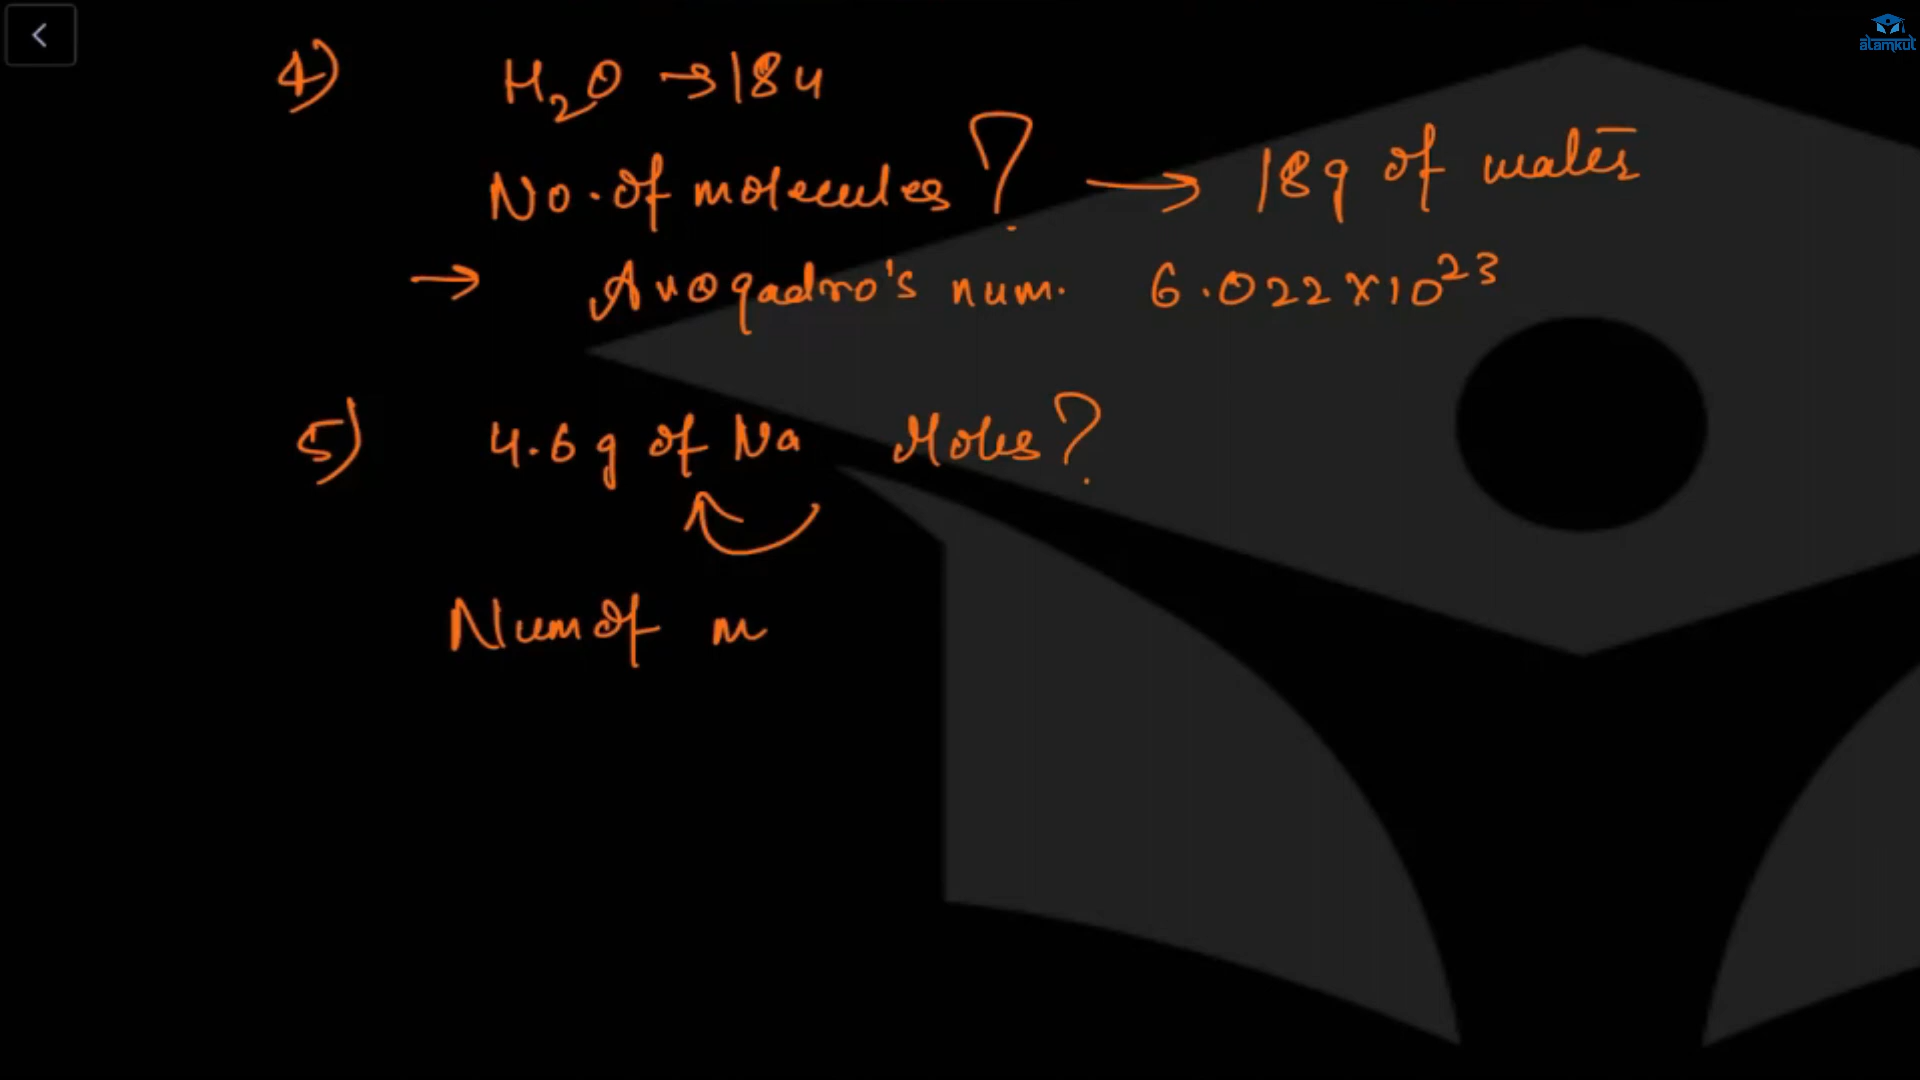 alamkut
4) H₂O → 18u
No. of molecules? → 18g of water
→ Avogadro's num. 6.022×10²³
5) 4.6g of Na Moles?
Num of m